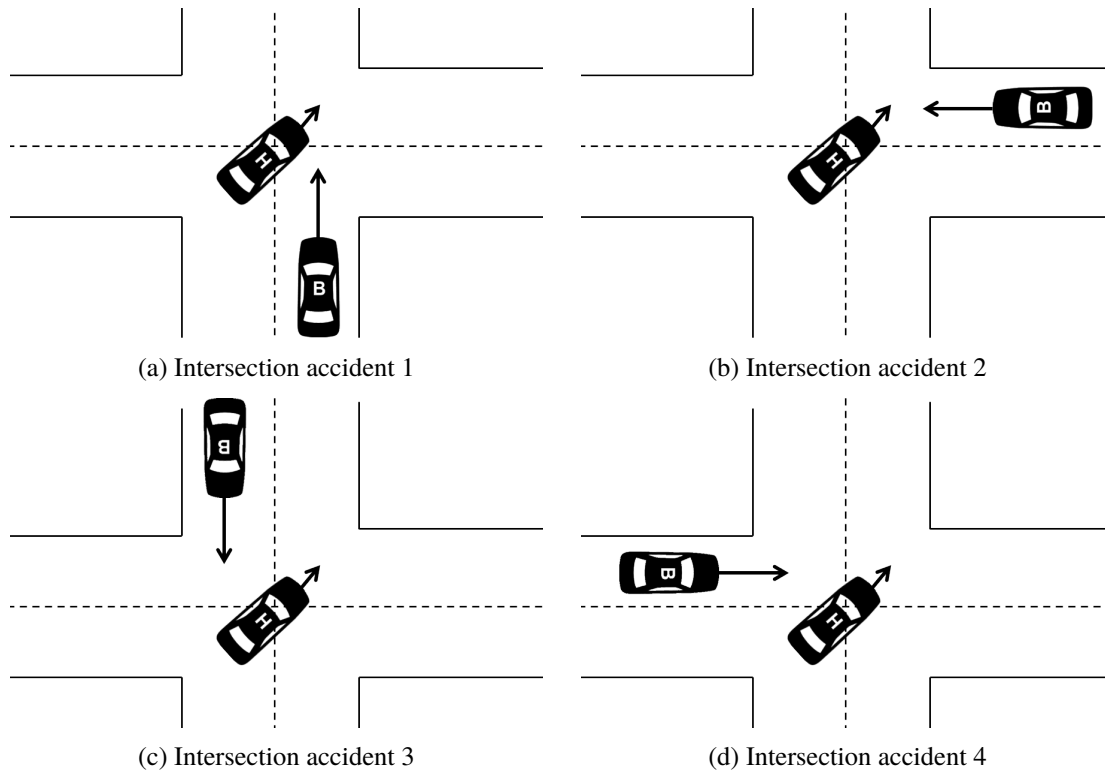 H
B
(a) Intersection accident 1
H
B
(b) Intersection accident 2
B
H
(c) Intersection accident 3
B
H
(d) Intersection accident 4